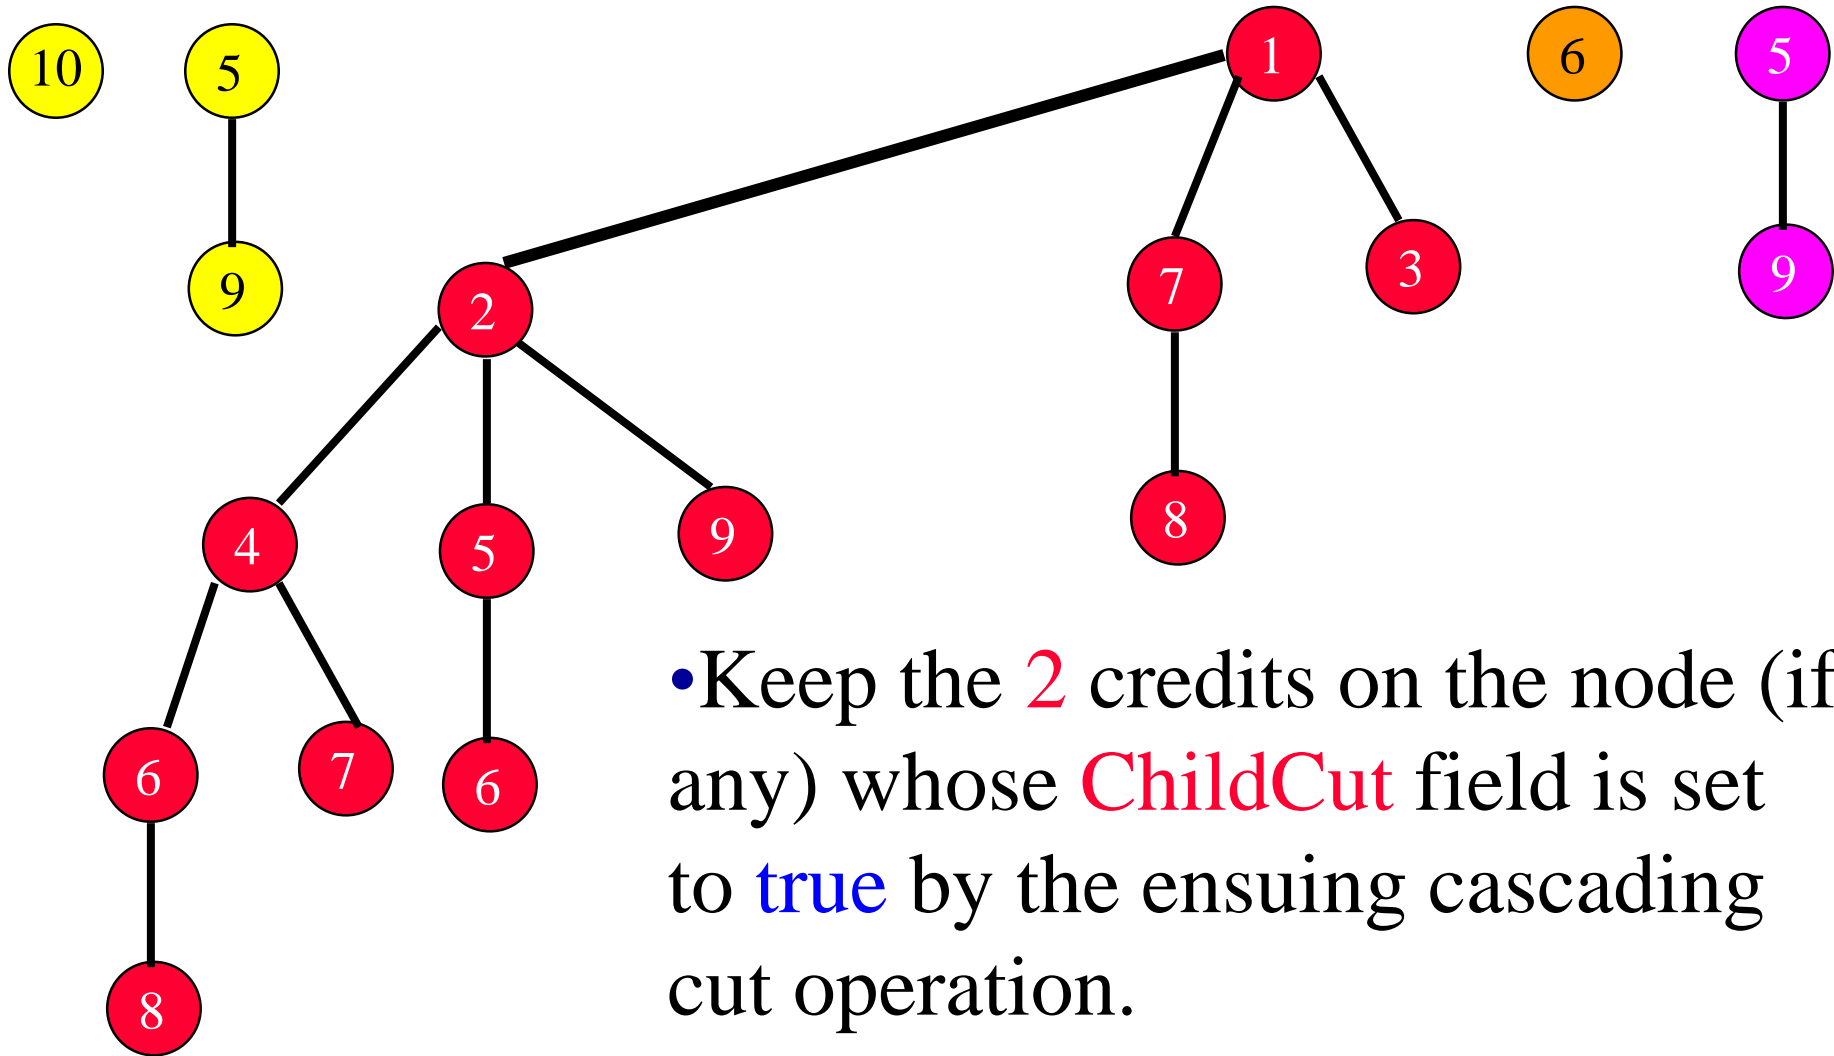 10 5 1 6 5
9 2 7 3 9
4 5 9 8
6 7 6
8
•Keep the 2 credits on the node (if
any) whose ChildCut field is set
to true by the ensuing cascading
cut operation.